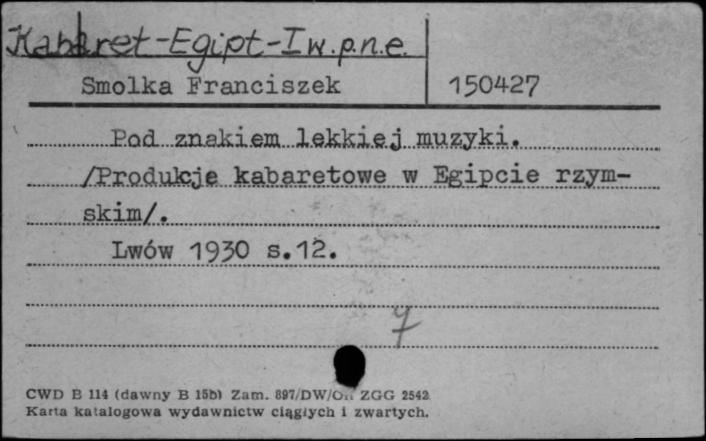 Kabaret-Egipt-I w.p.n.e.
Smolka Franciszek 150427
Pod znakiem lekkiej muzyki.
/Produkcje kabaretowe w Egipcie rzym-
skim/.
Lwów 1930 s.12.
CWD B 114 (dawny B 15b) Zam. 897/DW/ ZGG 2542
Karta katalogowa wydawnictw ciągłych i zwartych.